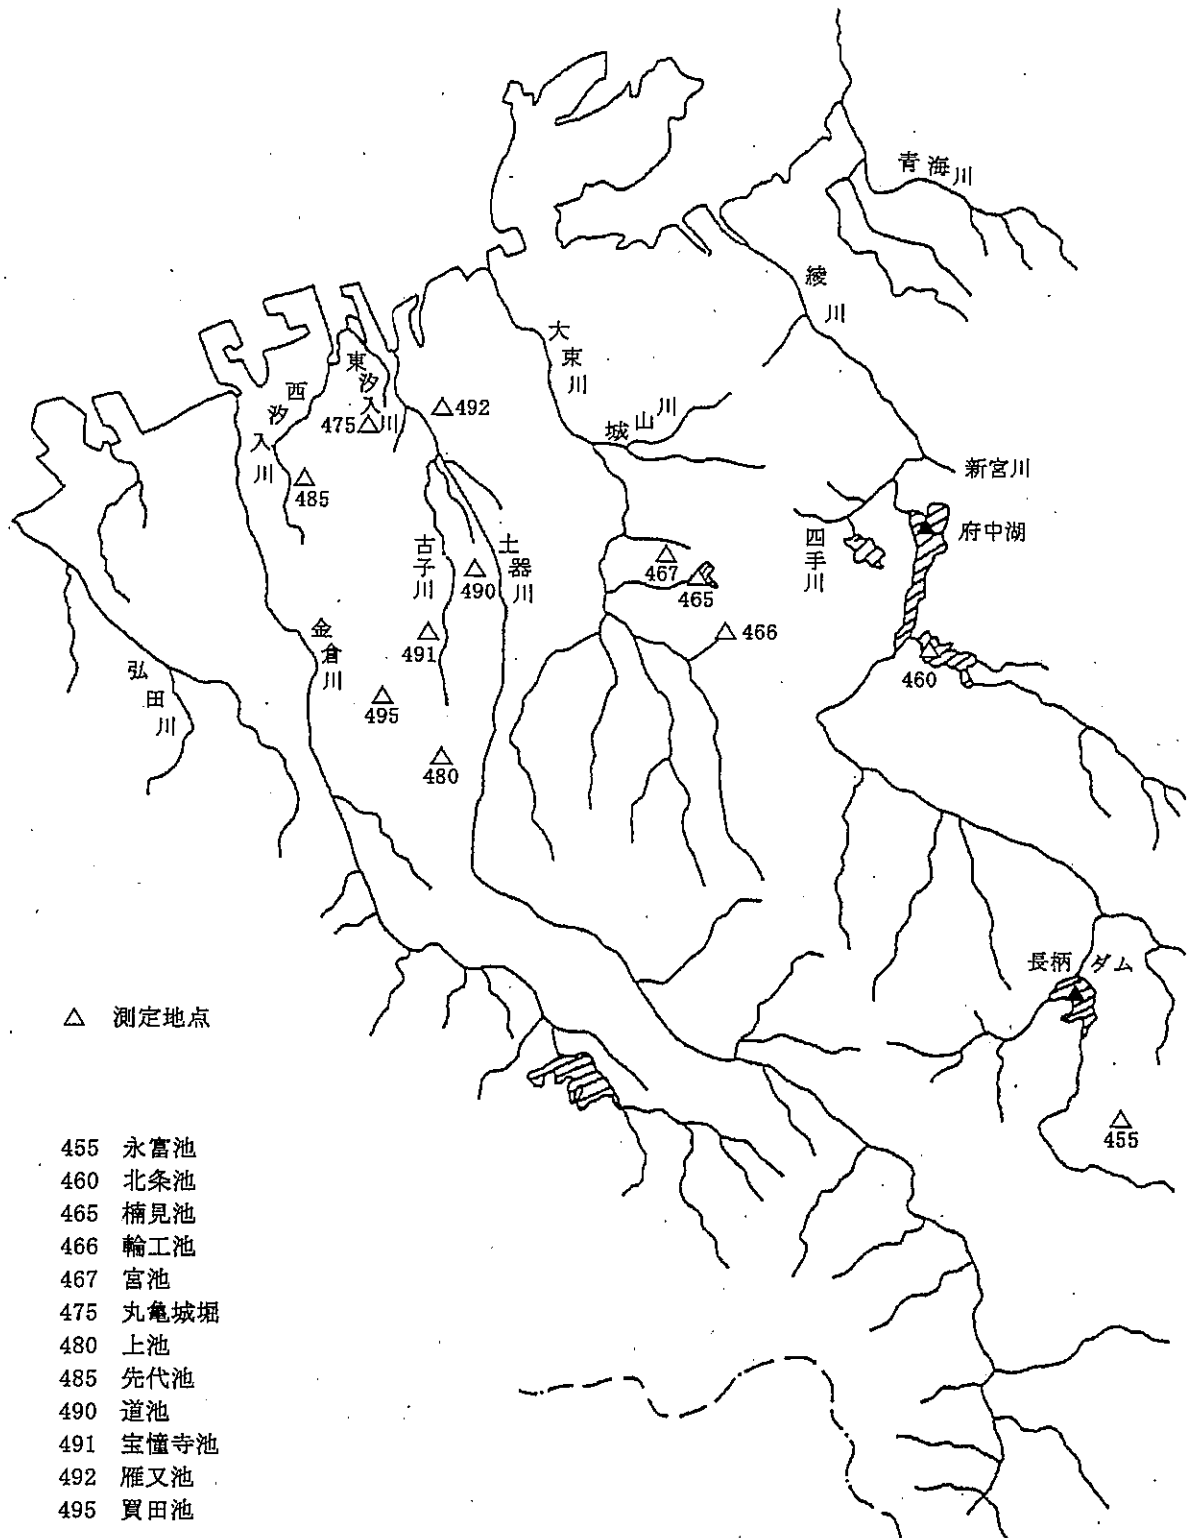 青海川
綾川
大東川
城山川
東汐入川
西汐入川
475
492
485
新宮川
府中湖
四手川
古子川
土器川
490
467
465
466
491
460
金倉川
弘田川
495
480
長柄ダム
455
△ 測定地点
455 永富池
460 北条池
465 楠見池
466 輪工池
467 宮池
475 丸亀城堀
480 上池
485 先代池
490 道池
491 宝憧寺池
492 雁又池
495 買田池